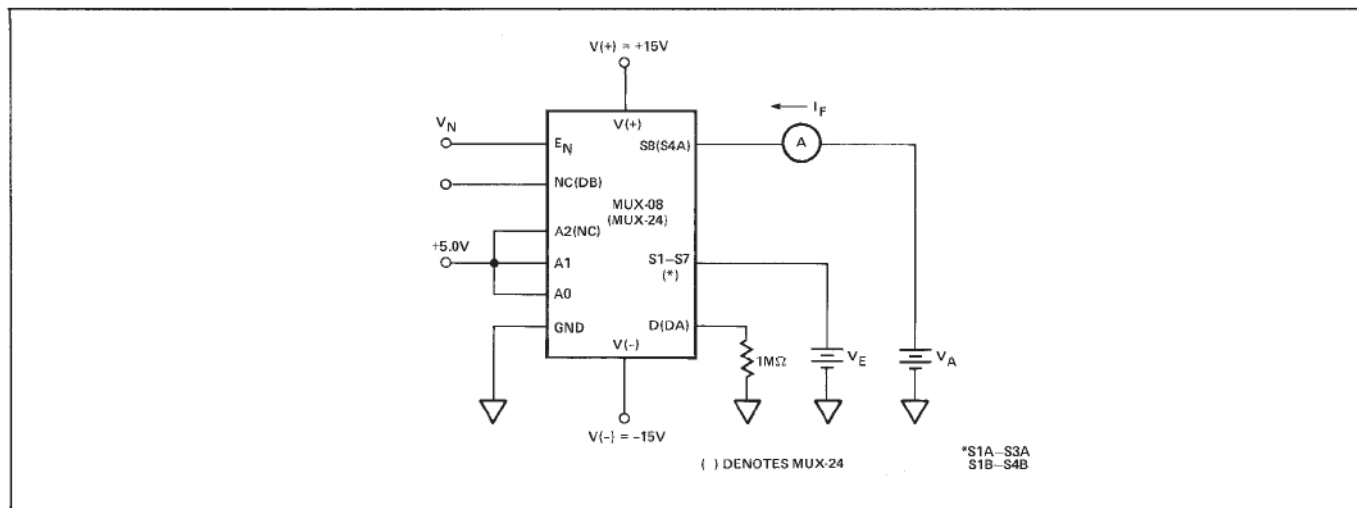 V(+) = +15V
I_F
V_N
V(+)
E_N
S8(S4A)
A
NC(DB)
MUX-08
(MUX-24)
A2(NC)
+5.0V
A1
S1–S7
(*)
A0
GND
D(DA)
V(–)
1MΩ
V_E
V_A
V(–) = –15V
( ) DENOTES MUX-24
*S1A–S3A
S1B–S4B